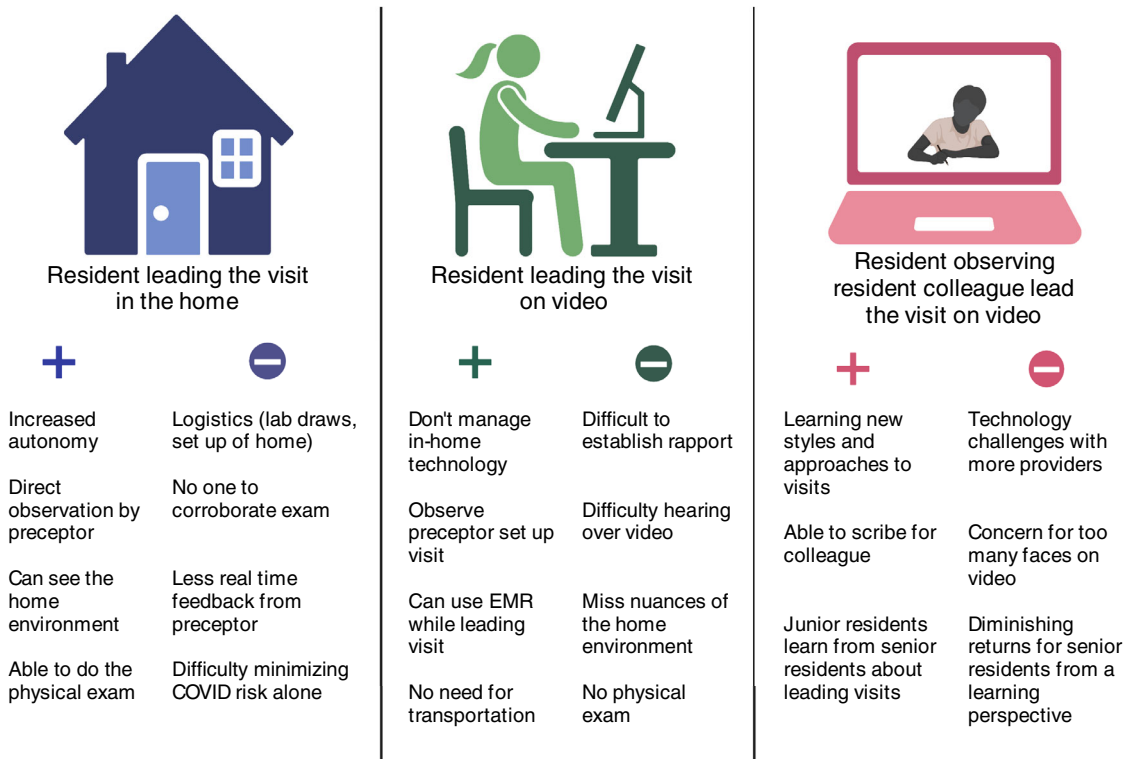 Resident leading the visit
in the home
+
−
Increased
autonomy
Direct
observation by
preceptor
Can see the
home
environment
Able to do the
physical exam
Logistics (lab draws,
set up of home)
No one to
corroborate exam
Less real time
feedback from
preceptor
Difficulty minimizing
COVID risk alone
Resident leading the visit
on video
+
−
Don't manage
in-home
technology
Observe
preceptor set up
visit
Can use EMR
while leading
visit
No need for
transportation
Difficult to
establish rapport
Difficulty hearing
over video
Miss nuances of
the home
environment
No physical
exam
Resident observing
resident colleague lead
the visit on video
+
−
Learning new
styles and
approaches to
visits
Able to scribe for
colleague
Junior residents
learn from senior
residents about
leading visits
Technology
challenges with
more providers
Concern for too
many faces on
video
Diminishing
returns for senior
residents from a
learning
perspective